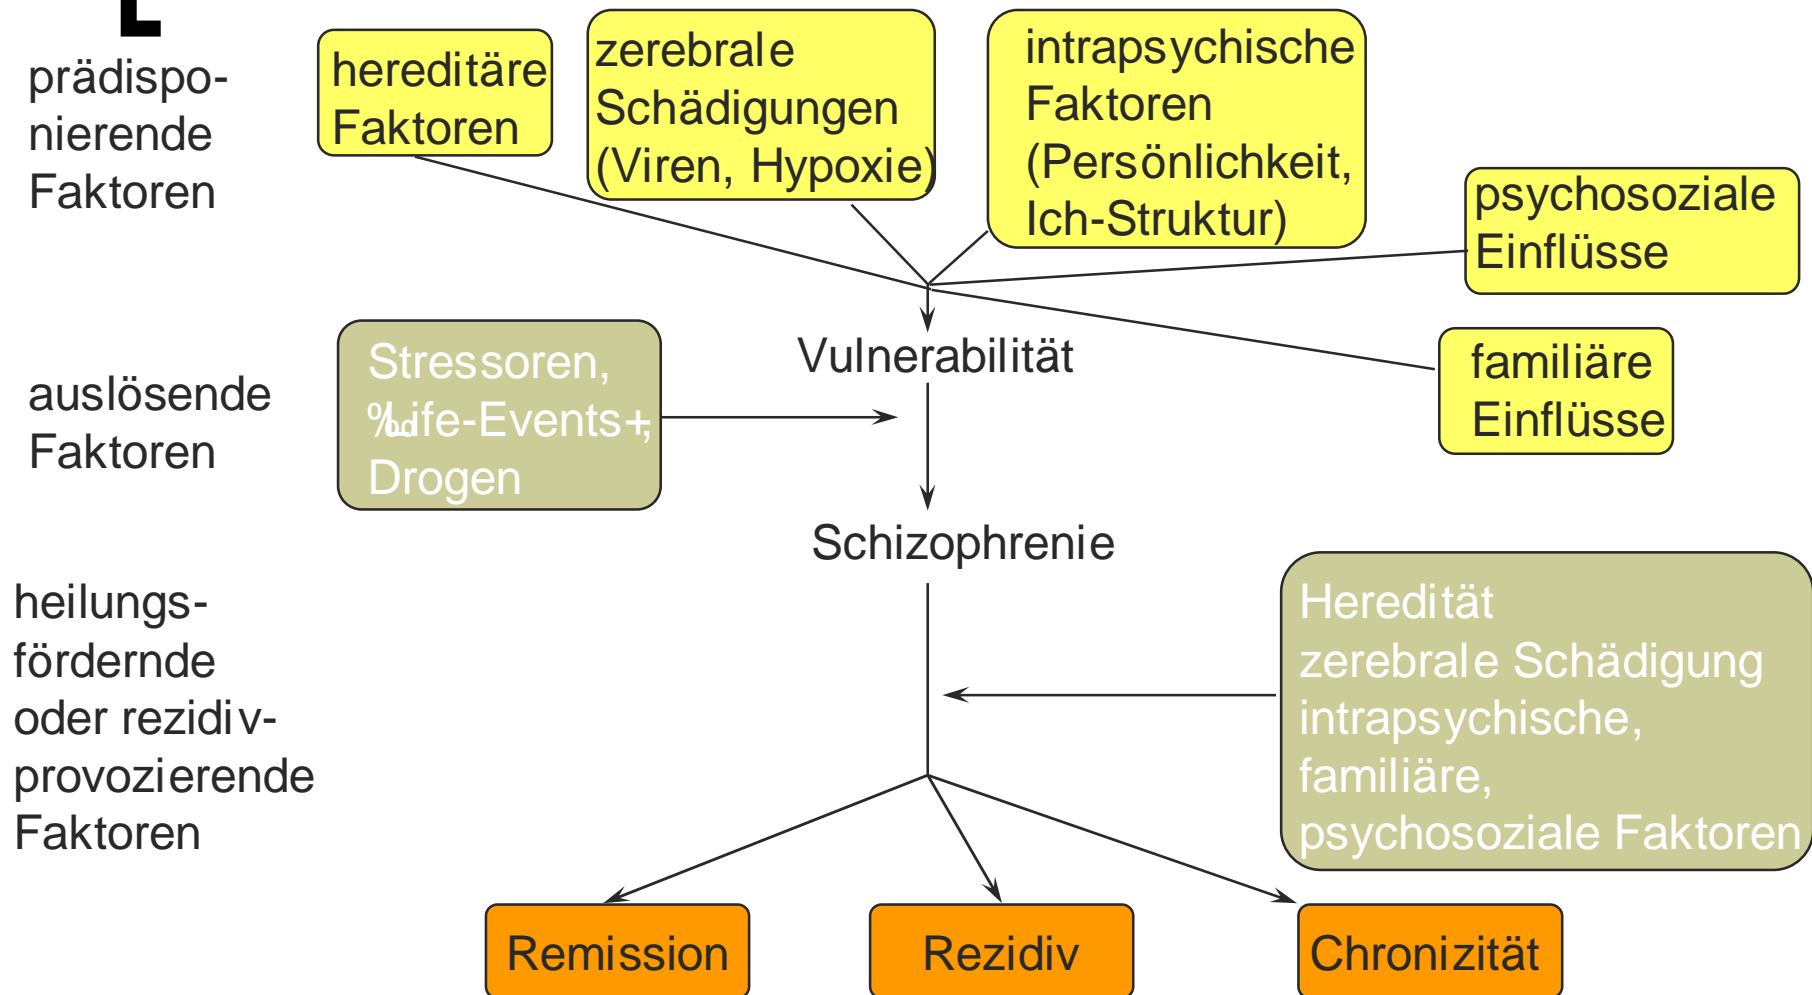 prädispo-
nierende
Faktoren
hereditäre
Faktoren
zerebrale
Schädigungen
(Viren, Hypoxie)
intrapsychische
Faktoren
(Persönlichkeit,
Ich-Struktur)
psychosoziale
Einflüsse
familiäre
Einflüsse
auslösende
Faktoren
Stressoren,
Life-Events+,
Drogen
Vulnerabilität
Schizophrenie
heilungs-
fördernde
oder rezidiv-
provozierende
Faktoren
Heredität
zerebrale Schädigung
intrapsychische,
familiäre,
psychosoziale Faktoren
Remission
Rezidiv
Chronizität